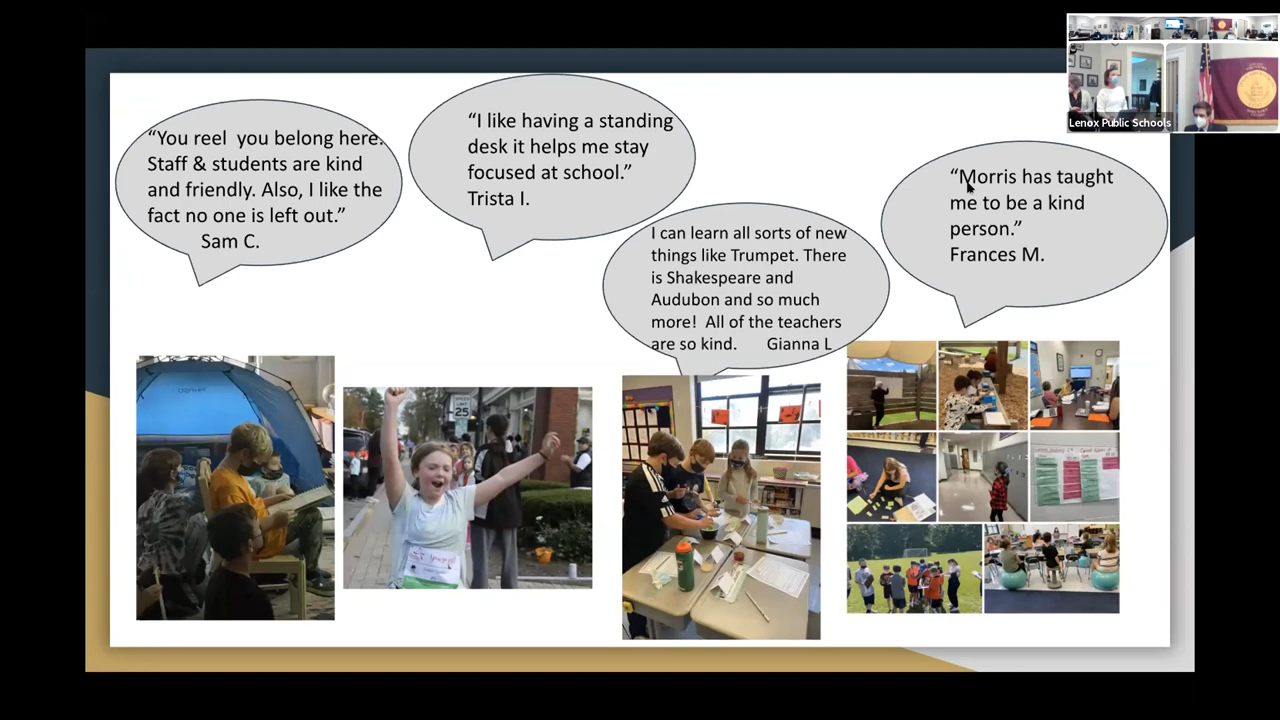 “You reel  you belong here.
Staff & students are kind
and friendly. Also, I like the
fact no one is left out.”
Sam C.
“I like having a standing
desk it helps me stay
focused at school.”
Trista I.
I can learn all sorts of new
things like Trumpet. There
is Shakespeare and
Audubon and so much
more!  All of the teachers
are so kind.      Gianna L
“Morris has taught
me to be a kind
person.”
Frances M.
Lenox Public Schools
SPEED
LIMIT
25